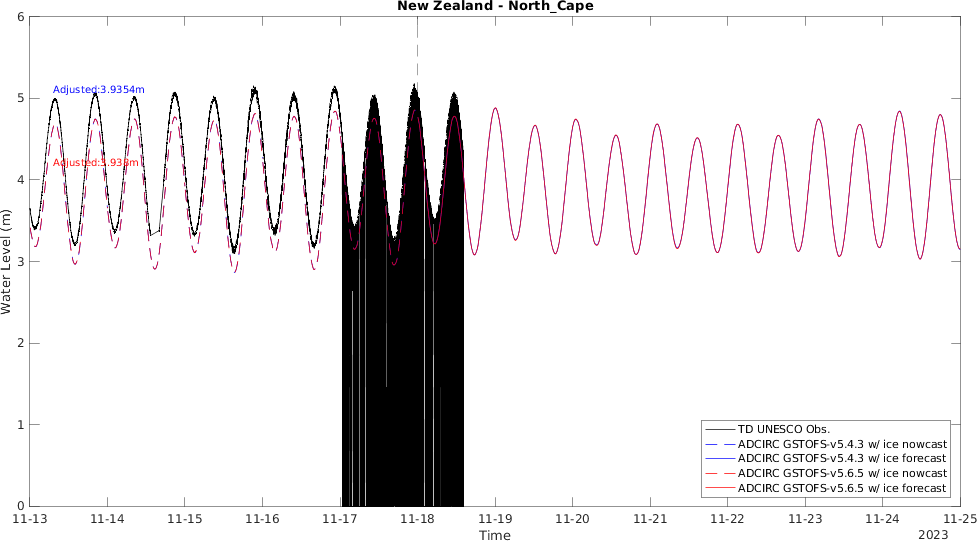 New Zealand - North_Cape
6
5
4
3
2
1
0
Water Level (m)
Adjusted:3.9354m
11-13
11-14
11-15
11-16
11-17
11-18
11-19
11-20
11-21
11-22
11-23
11-24
11-25
Time
2023
TD UNESCO Obs.
ADCIRC GSTOFS-v5.4.3 w/ ice nowcast
ADCIRC GSTOFS-v5.4.3 w/ ice forecast
ADCIRC GSTOFS-v5.6.5 w/ ice nowcast
ADCIRC GSTOFS-v5.6.5 w/ ice forecast